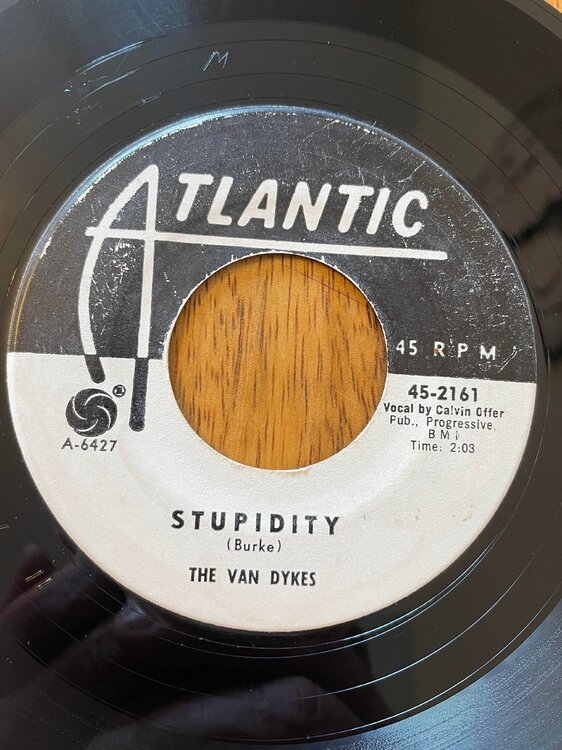 M
ATLANTIC
45 RPM
®
A-6427
45-2161
Vocal by Calvin Offer
Pub., Progressive,
BMI
Time: 2:03
STUPIDITY
(Burke)
THE VAN DYKES